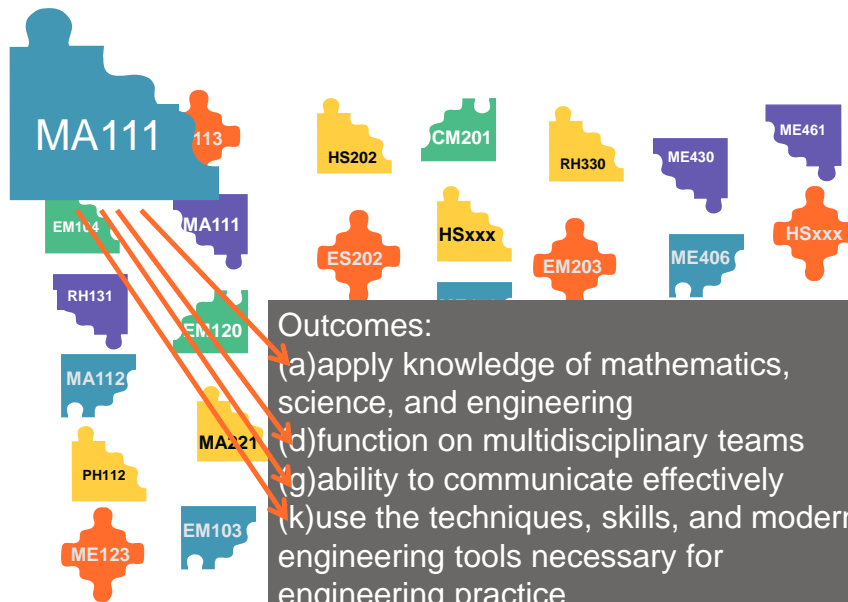 MA111
113
HS202
CM201
RH330
ME430
ME461
EM104
MA111
ES202
HSxxx
EM203
ME406
HSxxx
RH131
EM120
MA112
MA221
PH112
ME123
EM103
Outcomes:
(a)apply knowledge of mathematics,
science, and engineering
(d)function on multidisciplinary teams
(g)ability to communicate effectively
(k)use the techniques, skills, and modern
engineering tools necessary for
engineering practice